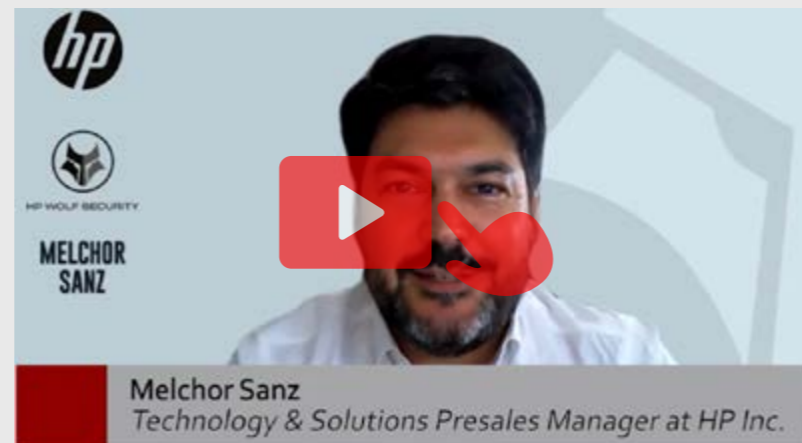 hp
HP WOLF SECURITY
MELCHOR
SANZ
Melchor Sanz
Technology & Solutions Presales Manager at HP Inc.